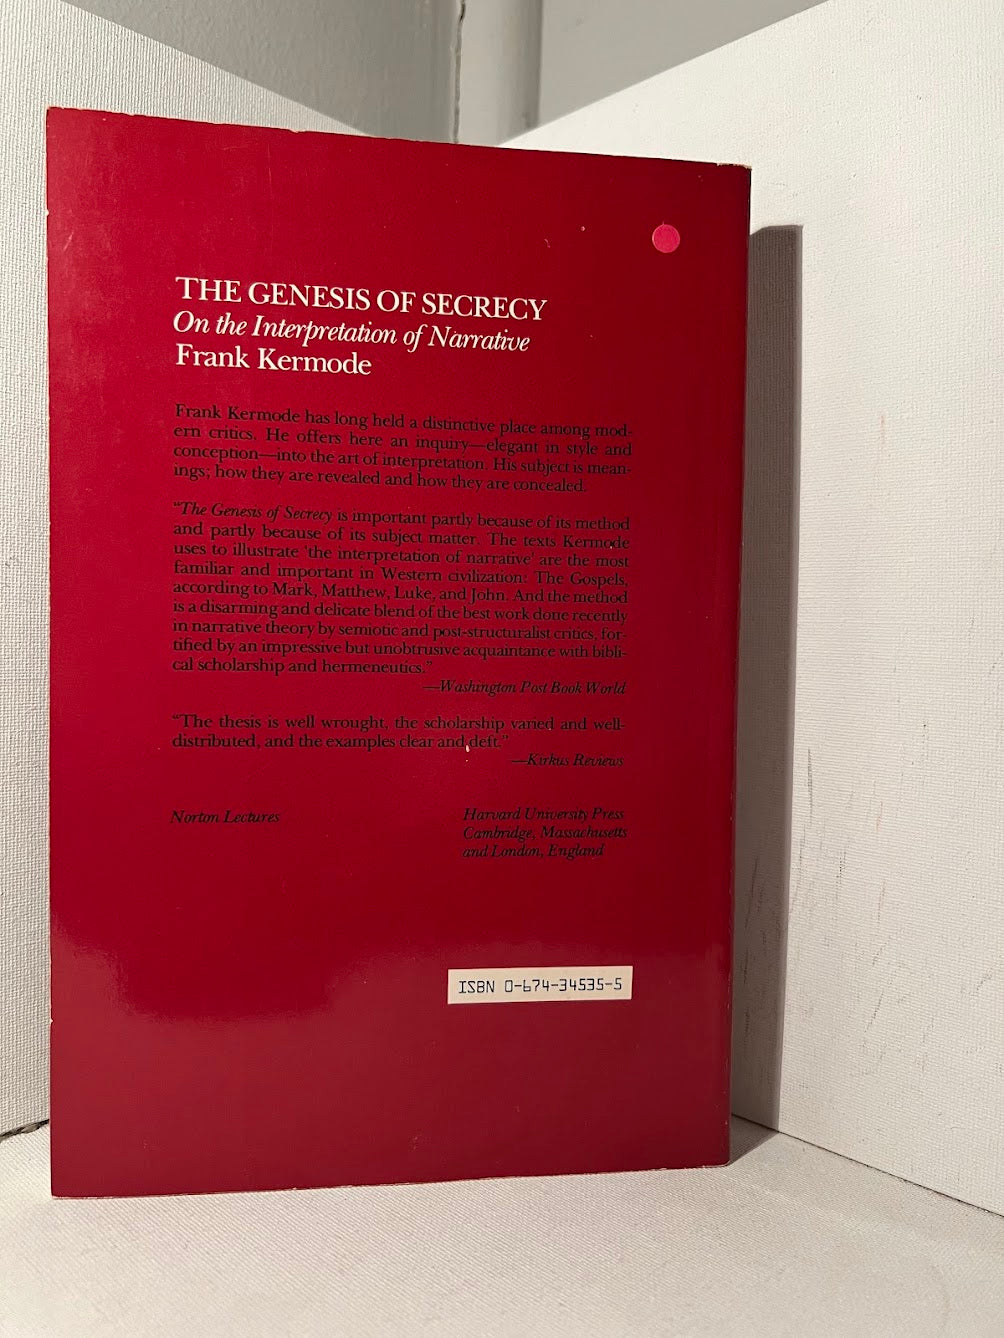 THE GENESIS OF SECRECY
On the Interpretation of Narrative
Frank Kermode
Frank Kermode has long held a distinctive place among mod-
ern critics. He offers here an inquiry—elegant in style and
conception—into the art of interpretation. His subject is mean-
ings; how they are revealed and how they are concealed.
"The Genesis of Secrecy is important partly because of its method
and partly because of its subject matter. The texts Kermode
uses to illustrate 'the interpretation of narrative' are the most
familiar and important in Western civilization: The Gospels,
according to Mark, Matthew, Luke, and John. And the method
is a disarming and delicate blend of the best work done recently
in narrative theory by semiotic and post-structuralist critics, for-
tified by an impressive but unobtrusive acquaintance with bibli-
cal scholarship and hermeneutics."
—Washington Post Book World
"The thesis is well wrought, the scholarship varied and well-
distributed, and the examples clear and deft."
—Kirkus Reviews
Norton Lectures
Harvard University Press
Cambridge, Massachusetts
and London, England
ISBN 0-674-34535-5